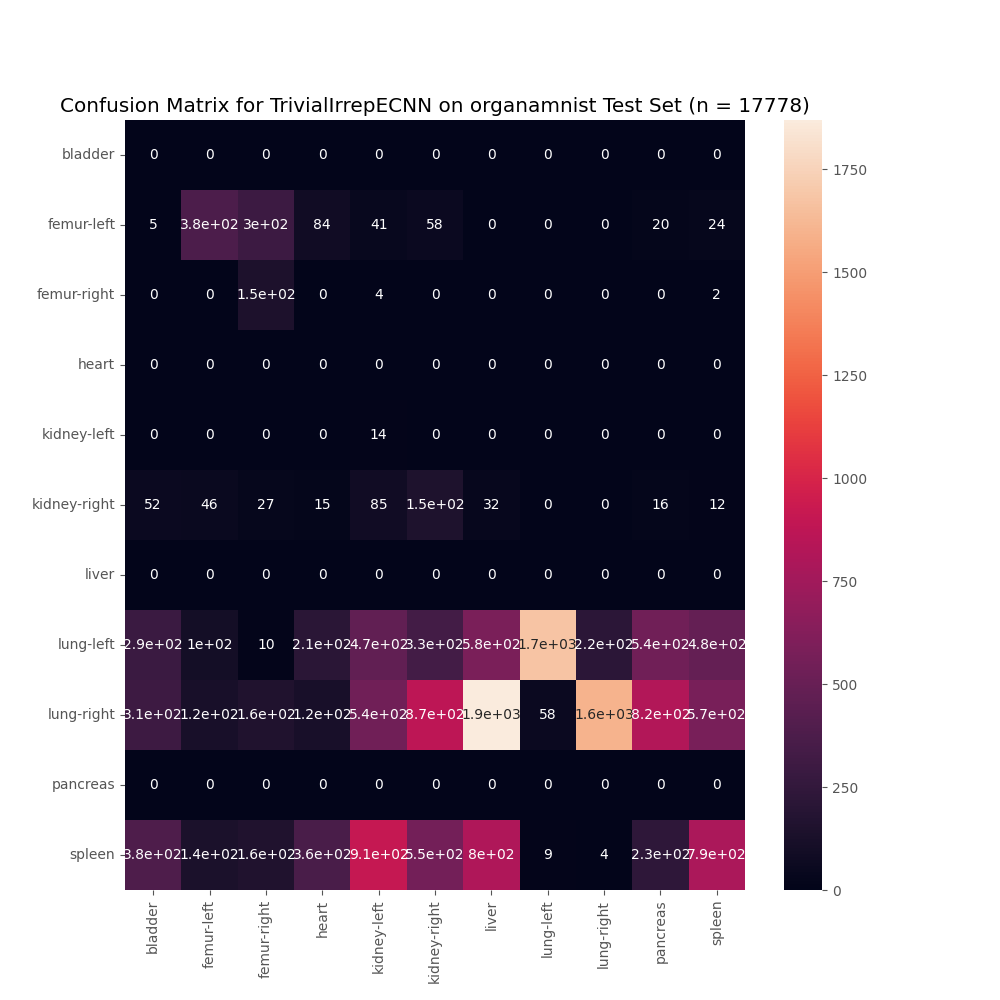 Confusion Matrix for TrivialIrrepECNN on organamnist Test Set (n = 17778)
bladder 0 0 0 0 0 0 0 0 0 0 0
femur-left 5 3.8e+02 3e+02 84 41 58 0 0 0 20 24
femur-right 0 0 1.5e+02 0 4 0 0 0 0 0 2
heart 0 0 0 0 0 0 0 0 0 0 0
kidney-left 0 0 0 0 14 0 0 0 0 0 0
kidney-right 52 46 27 15 85 1.5e+02 32 0 0 16 12
liver 0 0 0 0 0 0 0 0 0 0 0
lung-left 2.9e+02 1e+02 10 2.1e+02 4.7e+02 3.3e+02 5.8e+02 1.7e+03 2.2e+02 5.4e+02 4.8e+02
lung-right 3.1e+02 1.2e+02 1.6e+02 1.2e+02 5.4e+02 8.7e+02 1.9e+03 58 1.6e+03 8.2e+02 5.7e+02
pancreas 0 0 0 0 0 0 0 0 0 0 0
spleen 3.8e+02 1.4e+02 1.6e+02 3.6e+02 9.1e+02 5.5e+02 8e+02 9 4 2.3e+02 7.9e+02
bladder
femur-left
femur-right
heart
kidney-left
kidney-right
liver
lung-left
lung-right
pancreas
spleen
1750
1500
1250
1000
750
500
250
0